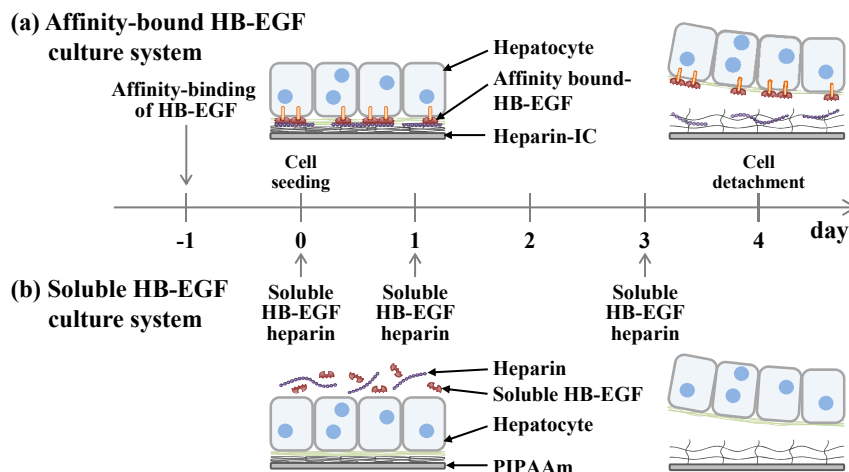 (a) Affinity-bound HB-EGF
culture system
Affinity-binding
of HB-EGF
Hepatocyte
Affinity bound-
HB-EGF
Heparin-IC
Cell
seeding
Cell
detachment
-1
0
1
2
3
4
day
(b) Soluble HB-EGF
culture system
Soluble
HB-EGF
heparin
Soluble
HB-EGF
heparin
Soluble
HB-EGF
heparin
Heparin
Soluble HB-EGF
Hepatocyte
PIPAAm